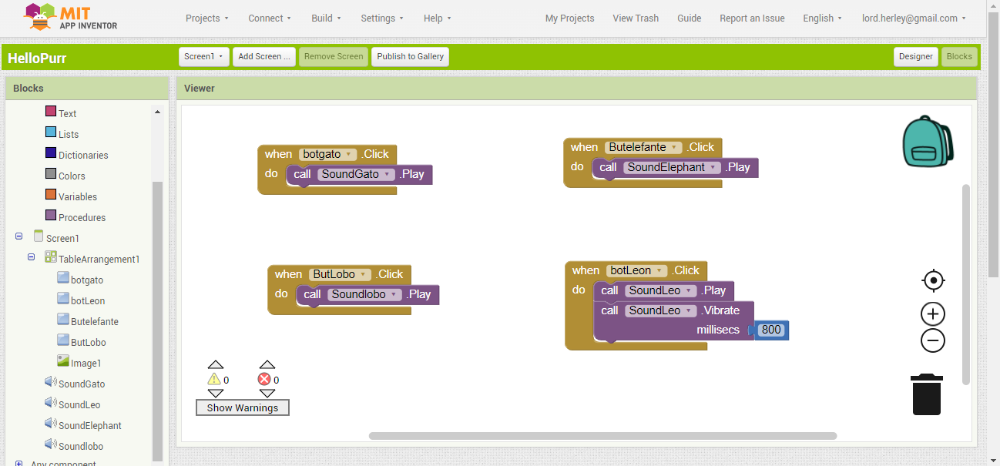 MIT
APP INVENTOR
Projects Connect Build Settings Help My Projects View Trash Guide Report an Issue English lord.herley@gmail.com
HelloPurr Screen1 Add Screen ... Remove Screen Publish to Gallery Designer Blocks
Blocks
Text
Lists
Dictionaries
Colors
Variables
Procedures
Screen1
TableArrangement1
botgato
botLeon
Butelefante
ButLobo
Image1
SoundGato
SoundLeo
SoundElephant
Soundlobo
Any component
Viewer
when botgato .Click
do call SoundGato .Play
when Butelefante .Click
do call SoundElephant .Play
when ButLobo .Click
do call Soundlobo .Play
when botLeon .Click
do call SoundLeo .Play
call SoundLeo .Vibrate
millisecs 800
0 0
Show Warnings